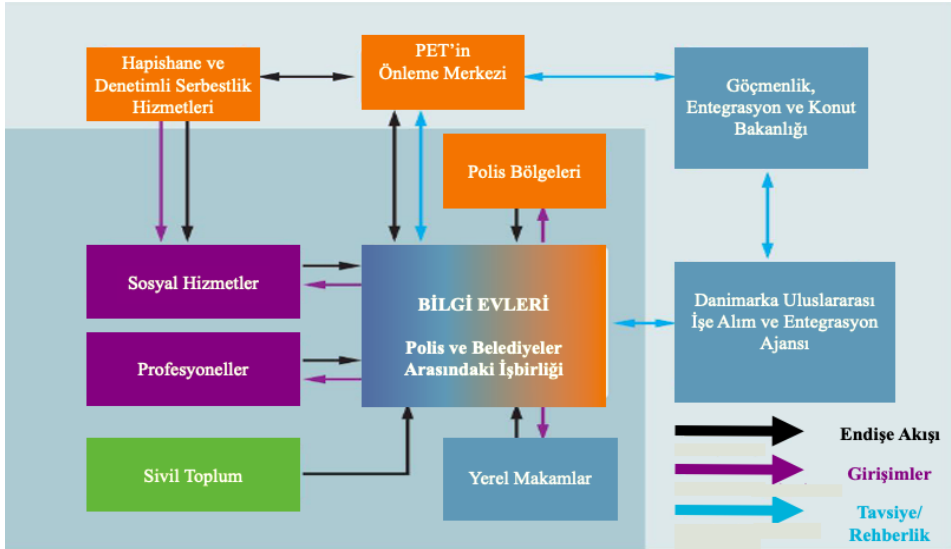 Hapishane ve
Denetimli Serbestlik
Hizmetleri
PET’in
Önleme Merkezi
Göçmenlik,
Entegrasyon ve Konut
Bakanlığı
Polis Bölgeleri
Sosyal Hizmetler
BİLGİ EVLERİ
Polis ve Belediyeler
Arasındaki İşbirliği
Danimarka Uluslararası
İşe Alım ve Entegrasyon
Ajansı
Profesyoneller
Sivil Toplum
Yerel Makamlar
Endişe Akışı
Girişimler
Tavsiye/
Rehberlik